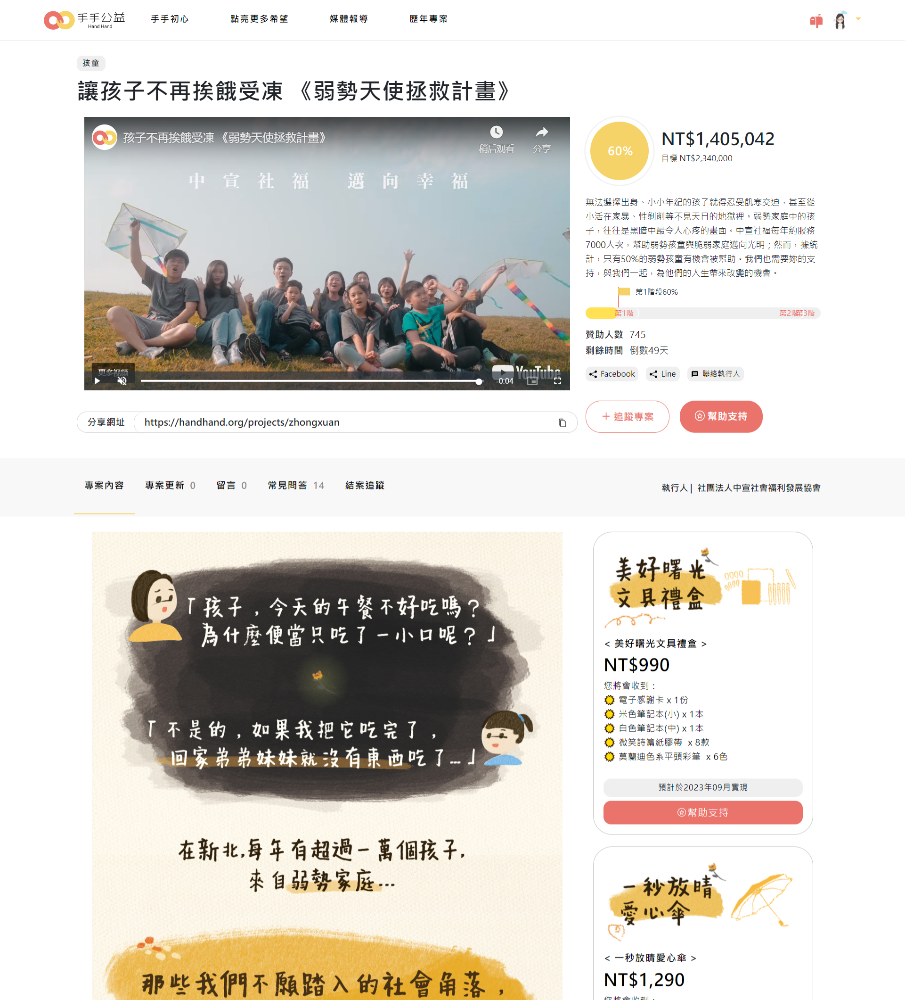 手手公益
Hand Hand
手手初心
點亮更多希望
媒體報導
歷年專案
孩童
讓孩子不再挨餓受凍 《弱勢天使拯救計畫》
孩子不再挨餓受凍 《弱勢天使拯救計畫》
稍后观看
分享
中宣社福 邁向幸福
更多视频
YouTube
-0:04
60%
NT$1,405,042
目標 NT$2,340,000
無法選擇出身、小小年紀的孩子就得忍受飢寒交迫，甚至從
小活在家暴、性剝削等不見天日的地獄裡。弱勢家庭中的孩
子，往往是黑暗中最令人心疼的畫面。中宣社福每年約服務
7000人次，幫助弱勢孩童與脆弱家庭邁向光明；然而，據統
計，只有50%的弱勢孩童有機會被幫助。我們也需要妳的支
持，與我們一起，為他們的人生帶來改變的機會。
第1階段60%
第1階
第2階
第3階
贊助人數 745
剩餘時間 倒數49天
Facebook
Line
聯絡執行人
分享網址
https://handhand.org/projects/zhongxuan
追蹤專案
幫助支持
專案內容
專案更新 0
留言 0
常見問答 14
結案追蹤
執行人| 社團法人中宣社會福利發展協會
「孩子，今天的午餐不好吃嗎？
為什麼便當只吃了一小口呢？」
「不是的，如果我把它吃完了，
回家弟弟妹妹就沒有東西吃了…」
在新北,每年有超過一萬個孩子,
來自弱勢家庭…
那些我們不願踏入的社會角落，
美好曙光
文具禮盒
< 美好曙光文具禮盒 >
NT$990
您將會收到：
電子感謝卡 x 1份
米色筆記本(小) x 1本
白色筆記本(中) x 1本
微笑詩篇紙膠帶 x 8款
莫蘭迪色系平頭彩筆 x 6色
預計於2023年09月實現
幫助支持
一秒放晴
愛心傘
< 一秒放晴愛心傘 >
NT$1,290
您將會收到：